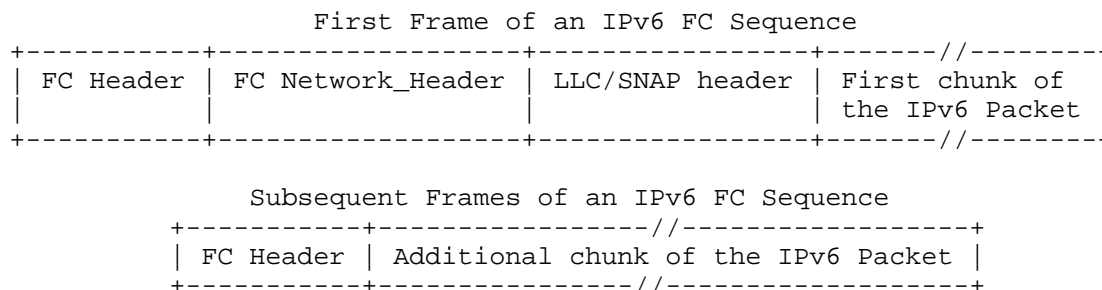 First Frame of an IPv6 FC Sequence
+-----------+-------------------+-----------------+-------//--------+
| FC Header | FC Network_Header | LLC/SNAP header | First chunk of
| | | | the IPv6 Packet
+-----------+-------------------+-----------------+-------//--------+
Subsequent Frames of an IPv6 FC Sequence
+-----------+-----------------//------------------+
| FC Header | Additional chunk of the IPv6 Packet |
+-----------+----------------//-------------------+